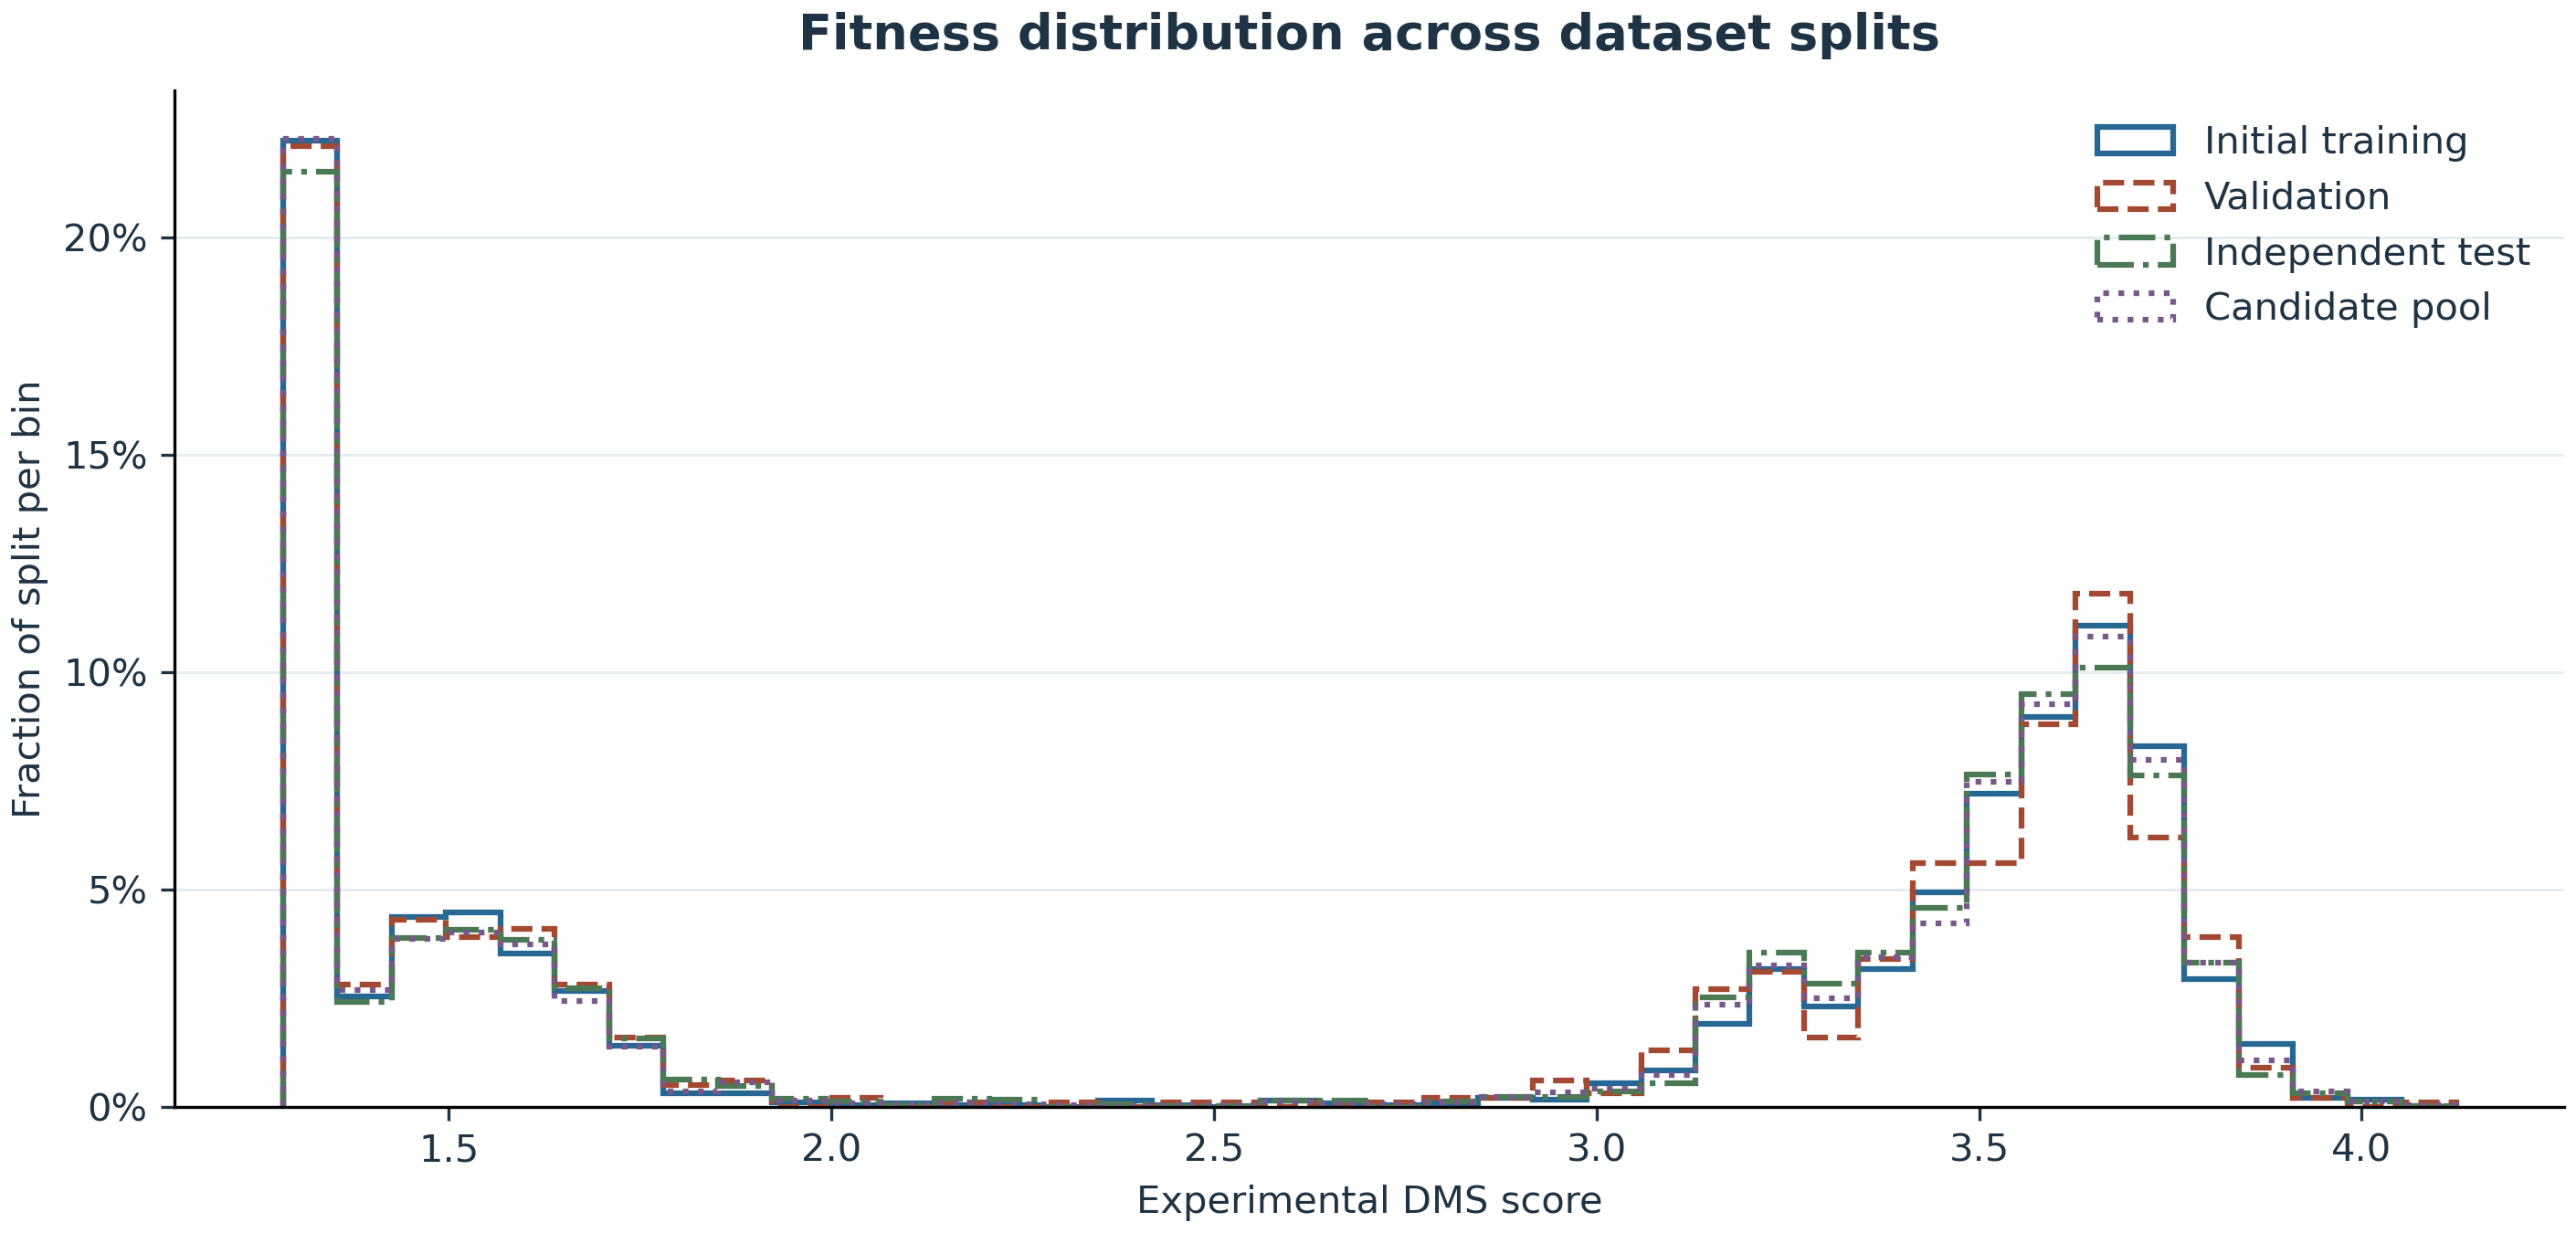 Fitness distribution across dataset splits
Initial training
Validation
Independent test
Candidate pool
Fraction of split per bin
20%
15%
10%
5%
0%
1.5
2.0
2.5
3.0
3.5
4.0
Experimental DMS score